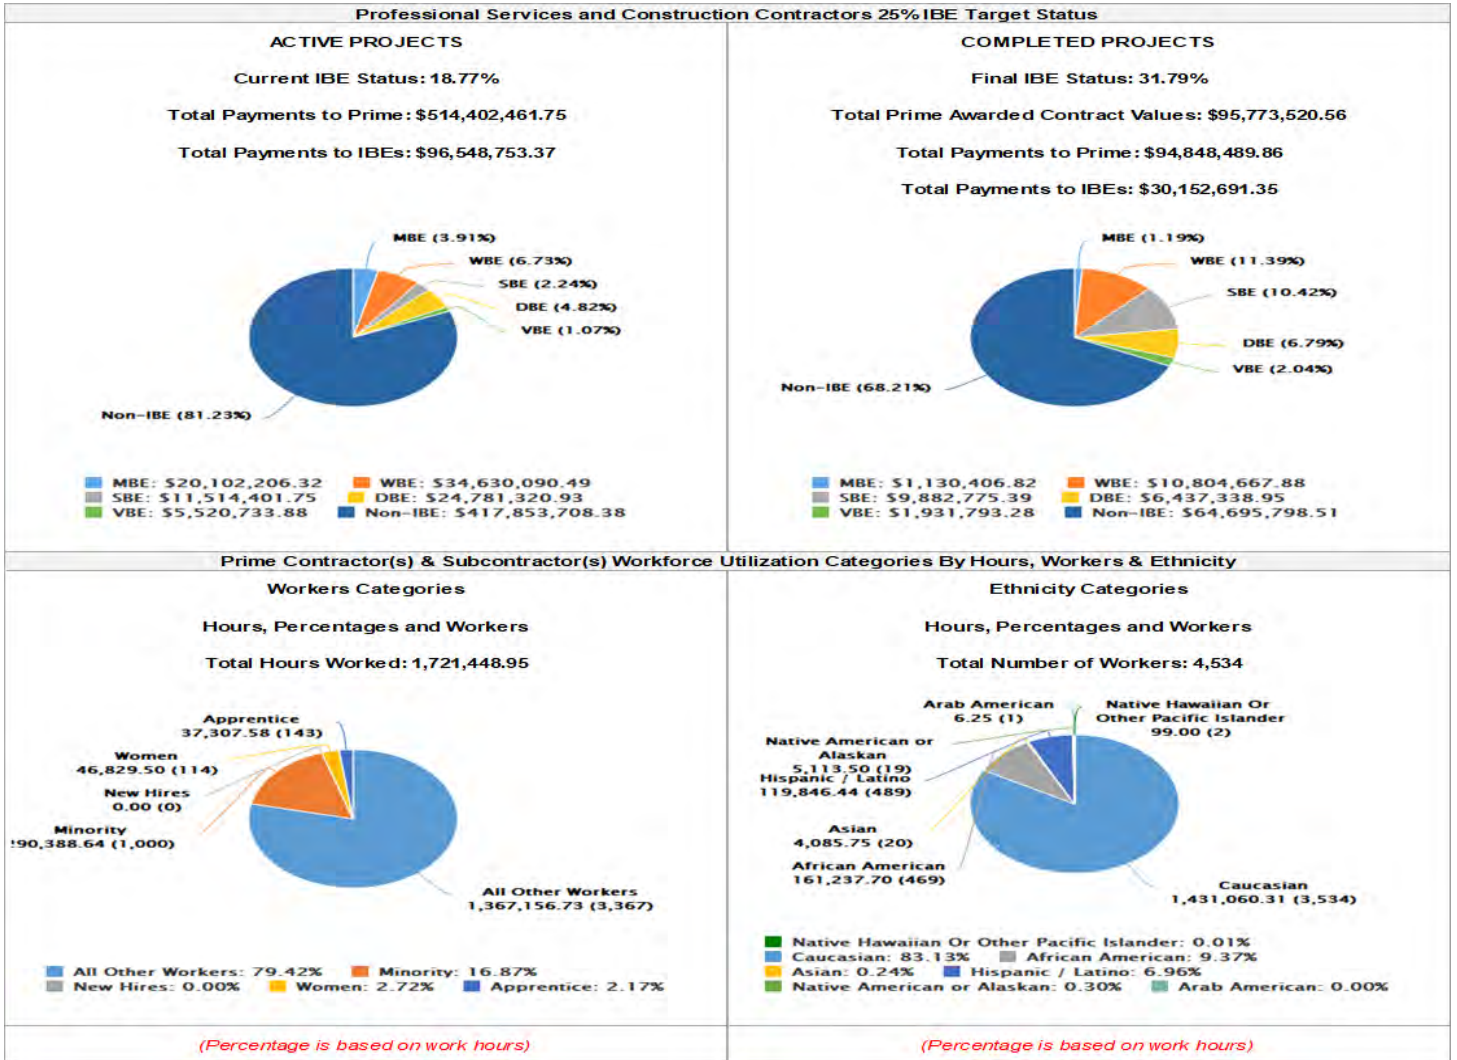 Professional Services and Construction Contractors 25% IBE Target Status
ACTIVE PROJECTS
Current IBE Status: 18.77%
Total Payments to Prime: $514,402,461.75
Total Payments to IBEs: $96,548,753.37
MBE (3.91%)
WBE (6.73%)
SBE (2.24%)
DBE (4.82%)
VBE (1.07%)
Non-IBE (81.23%)
MBE: $20,102,206.32 WBE: $34,630,090.49
SBE: $11,514,401.75 DBE: $24,781,320.93
VBE: $5,520,733.88 Non-IBE: $417,853,708.38
COMPLETED PROJECTS
Final IBE Status: 31.79%
Total Prime Awarded Contract Values: $95,773,520.56
Total Payments to Prime: $94,848,489.86
Total Payments to IBEs: $30,152,691.35
MBE (1.19%)
WBE (11.39%)
SBE (10.42%)
DBE (6.79%)
VBE (2.04%)
Non-IBE (68.21%)
MBE: $1,130,406.82 WBE: $10,804,667.88
SBE: $9,882,775.39 DBE: $6,437,338.95
VBE: $1,931,793.28 Non-IBE: $64,695,798.51
Prime Contractor(s) & Subcontractor(s) Workforce Utilization Categories By Hours, Workers & Ethnicity
Workers Categories
Hours, Percentages and Workers
Total Hours Worked: 1,721,448.95
Apprentice
37,307.58 (143)
Women
46,829.50 (114)
New Hires
0.00 (0)
Minority
90,388.64 (1,000)
All Other Workers
1,367,156.73 (3,367)
All Other Workers: 79.42% Minority: 16.87%
New Hires: 0.00% Women: 2.72% Apprentice: 2.17%
(Percentage is based on work hours)
Ethnicity Categories
Hours, Percentages and Workers
Total Number of Workers: 4,534
Arab American
6.25 (1)
Native Hawaiian Or
Other Pacific Islander
99.00 (2)
Native American or
Alaskan
5,113.50 (19)
Hispanic / Latino
119,846.44 (489)
Asian
4,085.75 (20)
African American
161,237.70 (469)
Caucasian
1,431,060.31 (3,534)
Native Hawaiian Or Other Pacific Islander: 0.01%
Caucasian: 83.13% African American: 9.37%
Asian: 0.24% Hispanic / Latino: 6.96%
Native American or Alaskan: 0.30% Arab American: 0.00%
(Percentage is based on work hours)